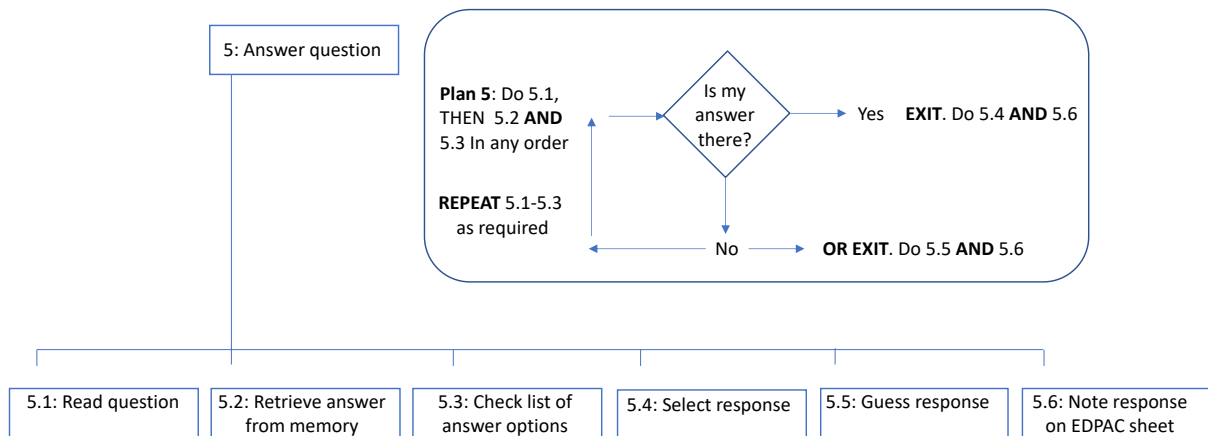 5: Answer question
Plan 5: Do 5.1,
THEN 5.2 AND
5.3 In any order
REPEAT 5.1-5.3
as required
Is my
answer
there?
Yes
EXIT. Do 5.4 AND 5.6
No
OR EXIT. Do 5.5 AND 5.6
5.1: Read question
5.2: Retrieve answer
from memory
5.3: Check list of
answer options
5.4: Select response
5.5: Guess response
5.6: Note response
on EDPAC sheet